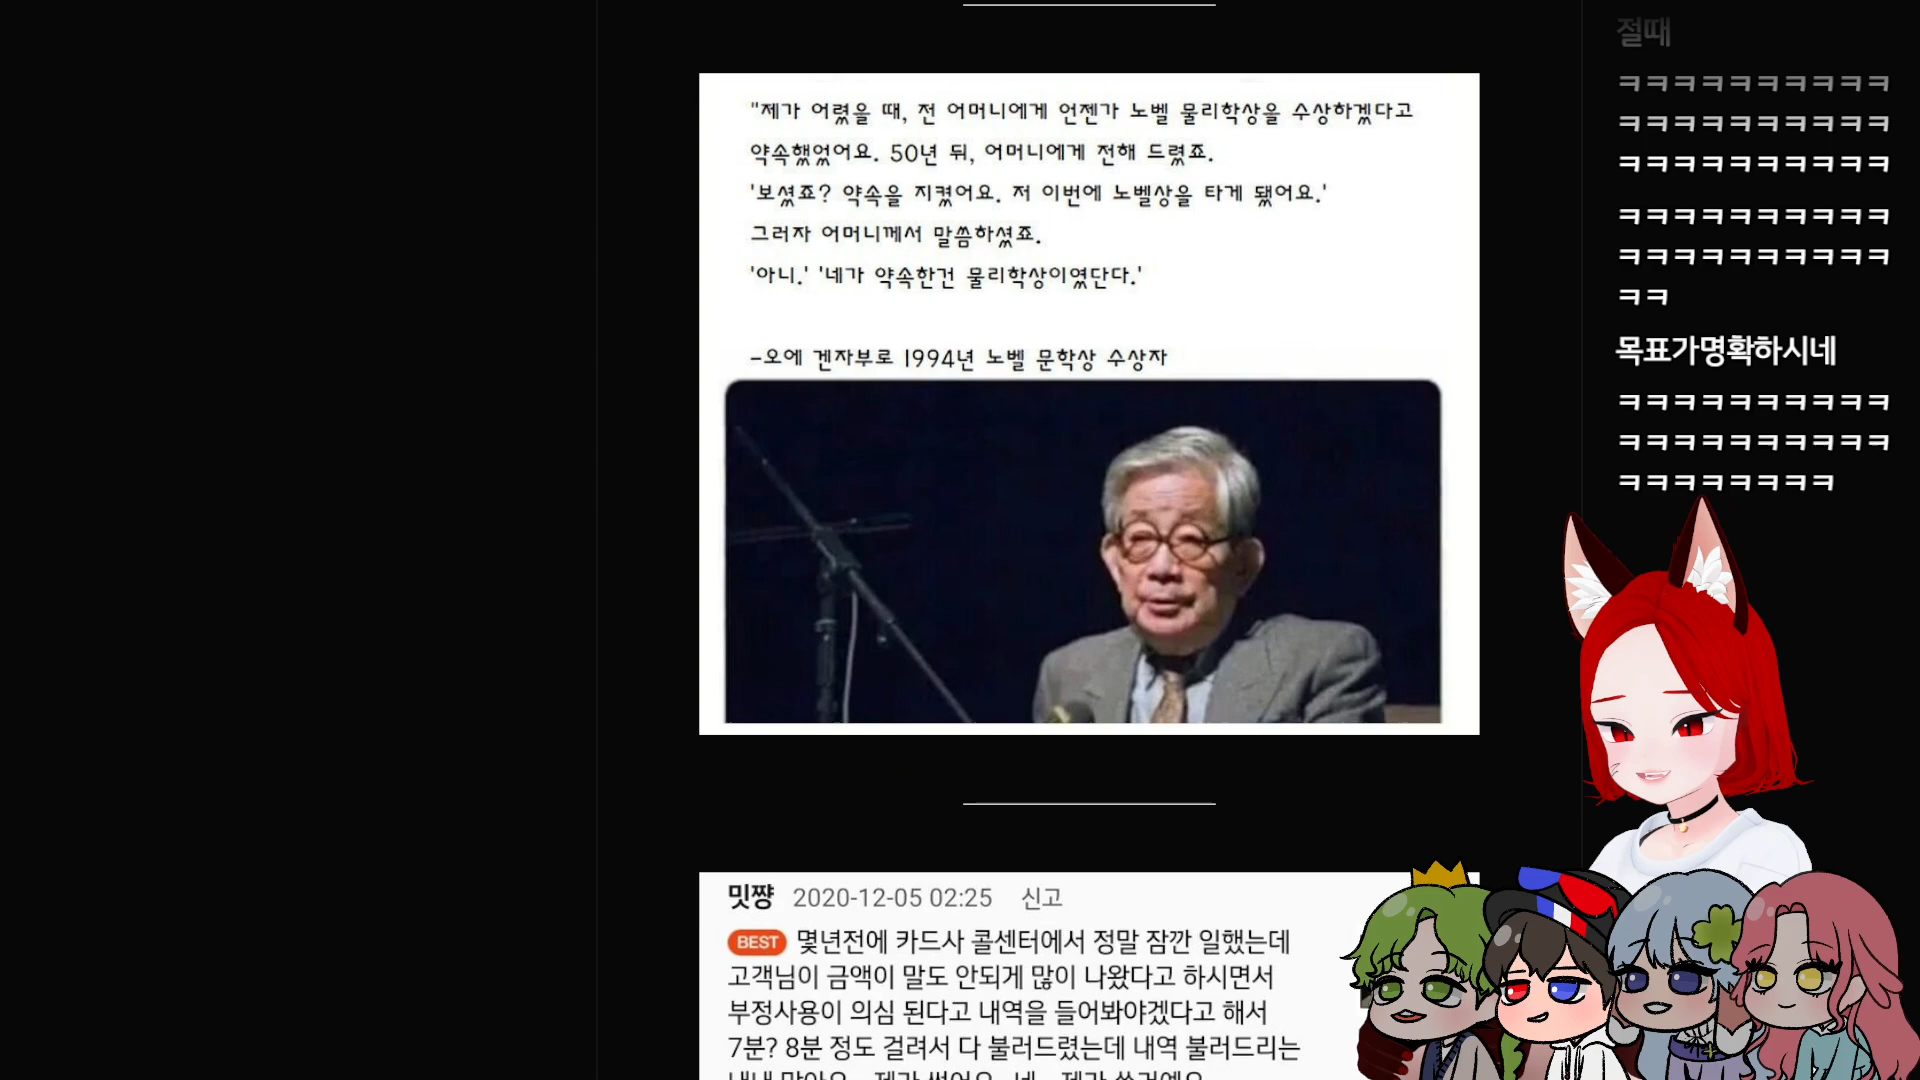 "제가 어렸을 때, 전 어머니에게 언젠가 노벨 물리학상을 수상하겠다고
약속했었어요. 50년 뒤, 어머니에게 전해 드렸죠.
'보셨죠? 약속을 지켰어요. 저 이번에 노벨상을 타게 됐어요.'
그러자 어머니께서 말씀하셨죠.
'아니.' '네가 약속한건 물리학상이였단다.'
-오에 겐자부로 1994년 노벨 문학상 수상자
밋쨩 2020-12-05 02:25 신고
BEST 몇년전에 카드사 콜센터에서 정말 잠깐 일했는데
고객님이 금액이 말도 안되게 많이 나왔다고 하시면서
부정사용이 의심 된다고 내역을 들어봐야겠다고 해서
7분? 8분 정도 걸려서 다 불러드렸는데 내역 불러드리는
절때
ㅋㅋㅋㅋㅋㅋㅋㅋㅋㅋ
ㅋㅋㅋㅋㅋㅋㅋㅋㅋㅋ
ㅋㅋㅋㅋㅋㅋㅋㅋㅋㅋ
ㅋㅋㅋㅋㅋㅋㅋㅋㅋㅋ
ㅋㅋㅋㅋㅋㅋㅋㅋㅋㅋ
ㅋㅋ
목표가명확하시네
ㅋㅋㅋㅋㅋㅋㅋㅋㅋㅋ
ㅋㅋㅋㅋㅋㅋㅋㅋㅋㅋ
ㅋㅋㅋㅋㅋㅋㅋㅋ